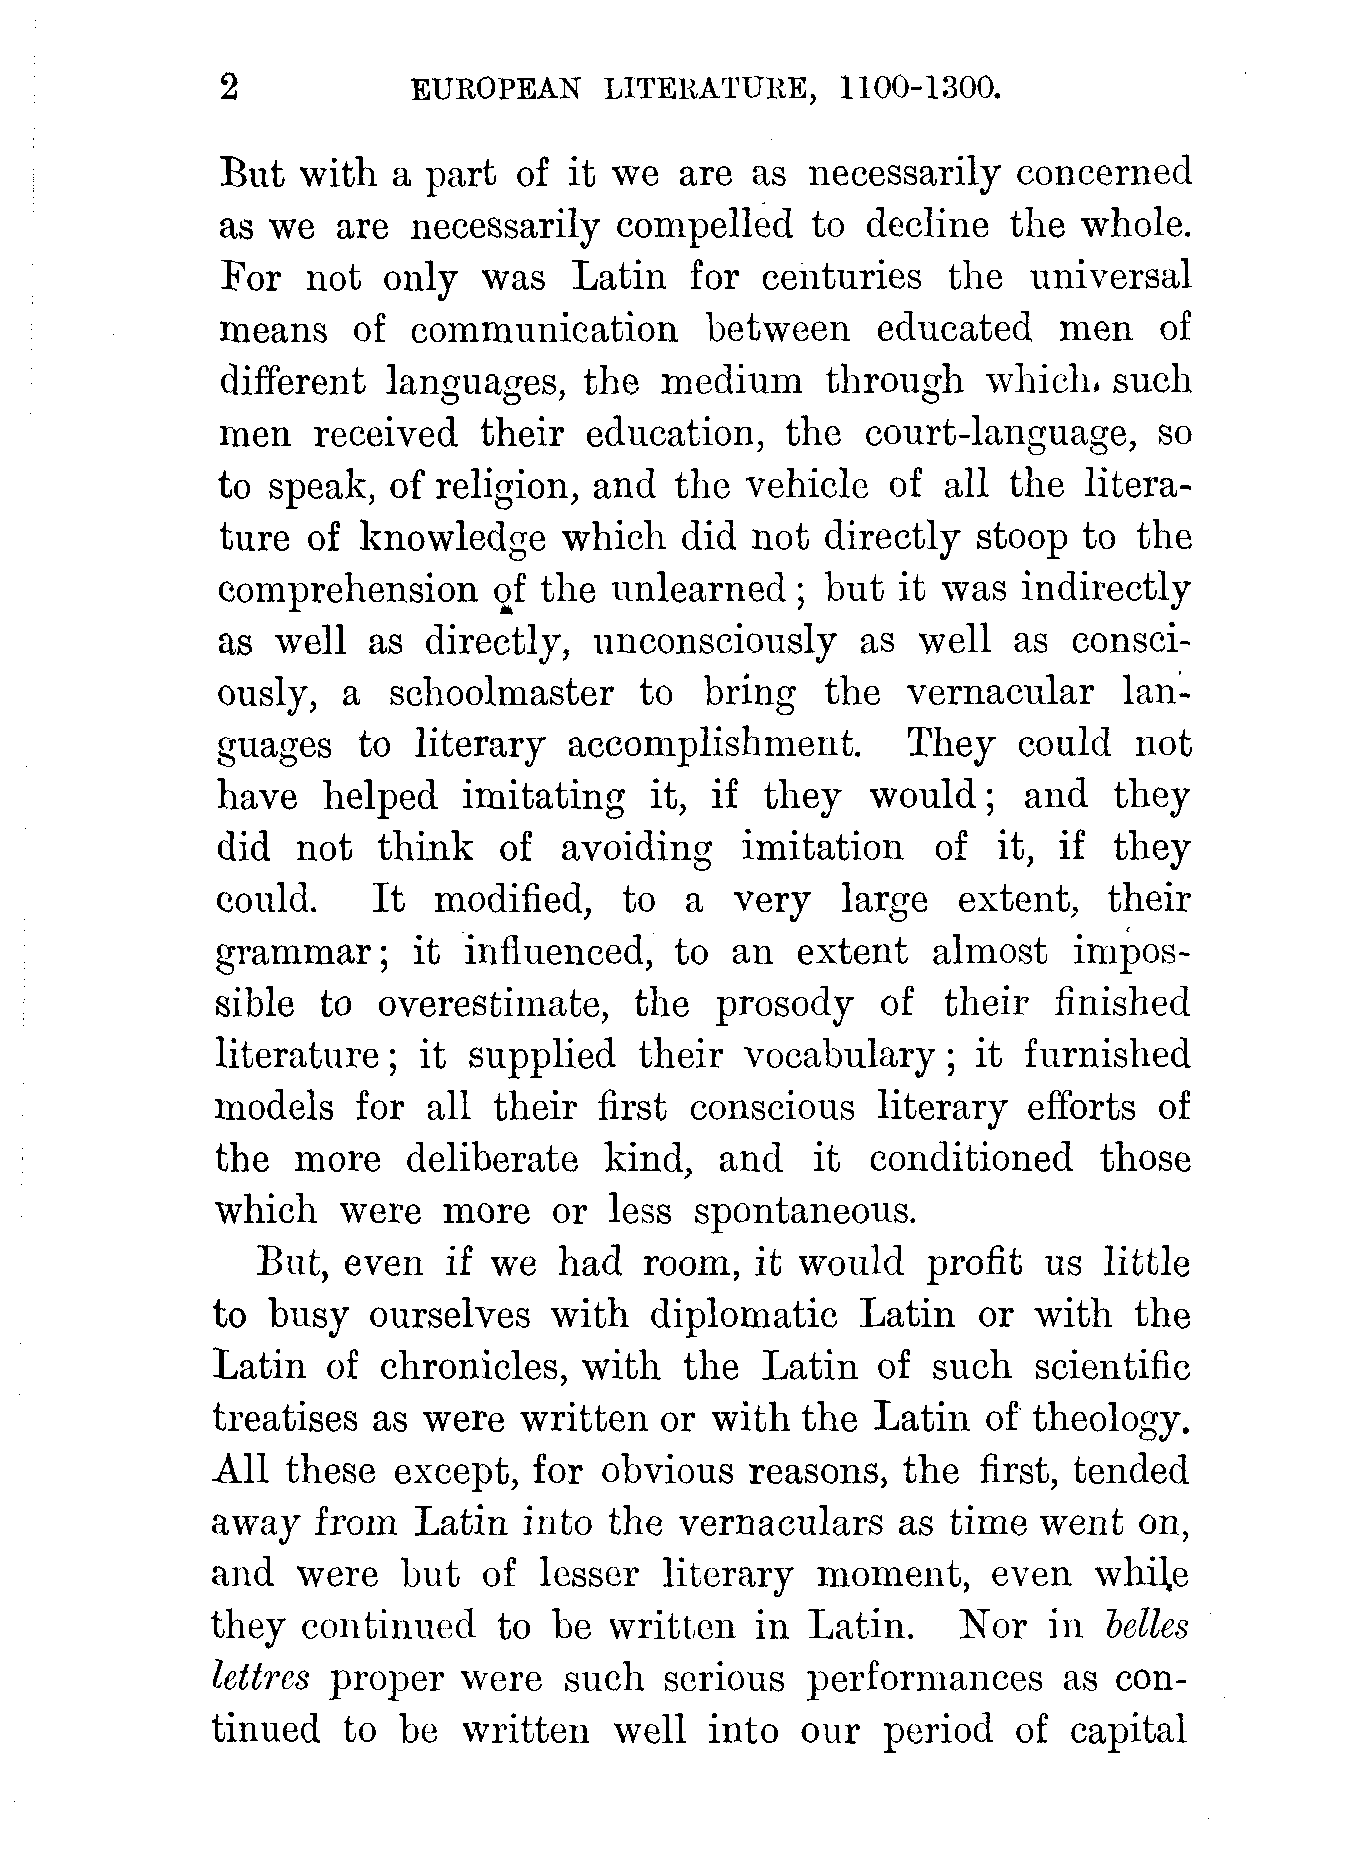 2 EUROPEAN LITERATURE, 1100-1300.
But with a part of it we are as necessarily concerned
as we are necessarily compelled to decline the whole.
For not only was Latin for centuries the universal
means of communication between educated men of
different languages, the medium through which such
men received their education, the court-language, so
to speak, of religion, and the vehicle of all the litera-
ture of knowledge which did not directly stoop to the
comprehension of the unlearned; but it was indirectly
as well as directly, unconsciously as well as consci-
ously, a schoolmaster to bring the vernacular lan-
guages to literary accomplishment. They could not
have helped imitating it, if they would; and they
did not think of avoiding imitation of it, if they
could. It modified, to a very large extent, their
grammar; it influenced, to an extent almost impos-
sible to overestimate, the prosody of their finished
literature; it supplied their vocabulary; it furnished
models for all their first conscious literary efforts of
the more deliberate kind, and it conditioned those
which were more or less spontaneous.
But, even if we had room, it would profit us little
to busy ourselves with diplomatic Latin or with the
Latin of chronicles, with the Latin of such scientific
treatises as were written or with the Latin of theology.
All these except, for obvious reasons, the first, tended
away from Latin into the vernaculars as time went on,
and were but of lesser literary moment, even while
they continued to be written in Latin. Nor in belles
lettres proper were such serious performances as con-
tinued to be written well into our period of capital